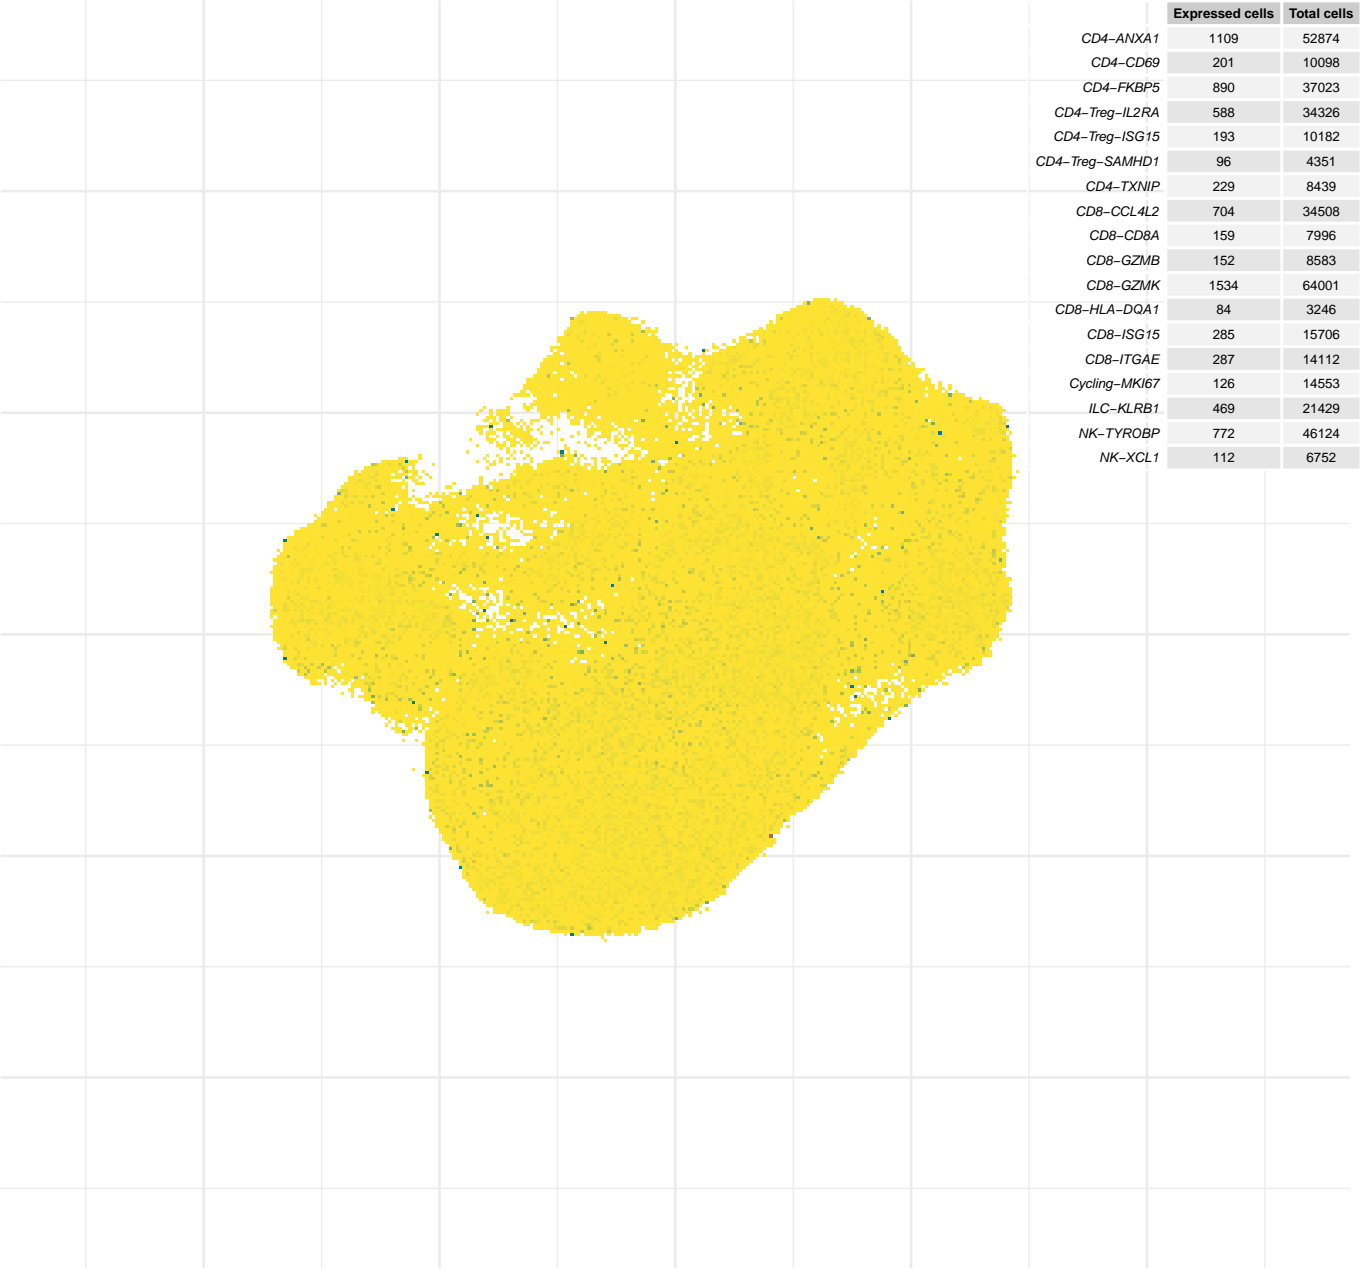 Expressed cells Total cells
CD4−ANXA1 1109 52874
CD4−CD69 201 10098
CD4−FKBP5 890 37023
CD4−Treg−IL2RA 588 34326
CD4−Treg−ISG15 193 10182
CD4−Treg−SAMHD1 96 4351
CD4−TXNIP 229 8439
CD8−CCL4L2 704 34508
CD8−CD8A 159 7996
CD8−GZMB 152 8583
CD8−GZMK 1534 64001
CD8−HLA−DQA1 84 3246
CD8−ISG15 285 15706
CD8−ITGAE 287 14112
Cycling−MKI67 126 14553
ILC−KLRB1 469 21429
NK−TYROBP 772 46124
NK−XCL1 112 6752